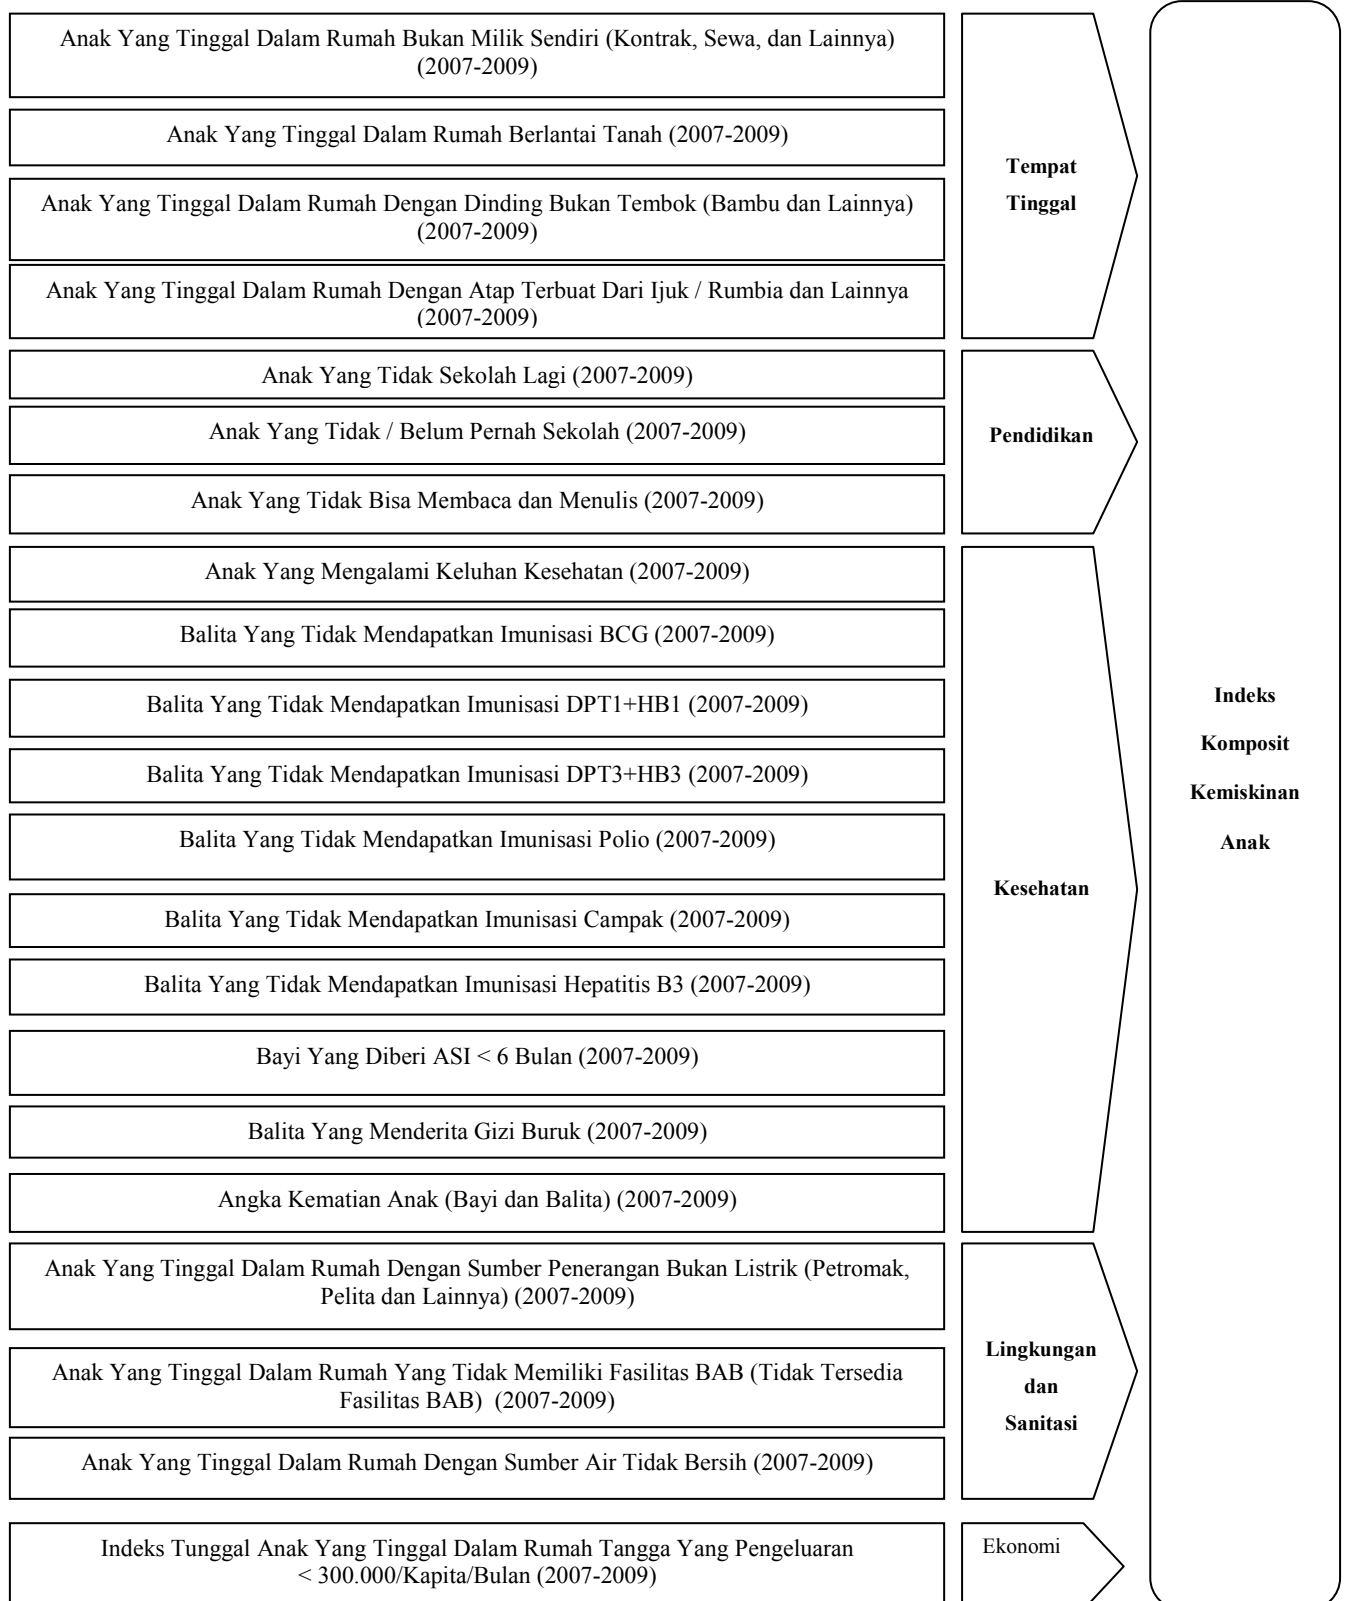 Anak Yang Tinggal Dalam Rumah Bukan Milik Sendiri (Kontrak, Sewa, dan Lainnya)
(2007-2009)
Anak Yang Tinggal Dalam Rumah Berlantai Tanah (2007-2009)
Anak Yang Tinggal Dalam Rumah Dengan Dinding Bukan Tembok (Bambu dan Lainnya)
(2007-2009)
Anak Yang Tinggal Dalam Rumah Dengan Atap Terbuat Dari Ijuk / Rumbia dan Lainnya
(2007-2009)
Tempat
Tinggal
Anak Yang Tidak Sekolah Lagi (2007-2009)
Anak Yang Tidak / Belum Pernah Sekolah (2007-2009)
Anak Yang Tidak Bisa Membaca dan Menulis (2007-2009)
Pendidikan
Anak Yang Mengalami Keluhan Kesehatan (2007-2009)
Balita Yang Tidak Mendapatkan Imunisasi BCG (2007-2009)
Balita Yang Tidak Mendapatkan Imunisasi DPT1+HB1 (2007-2009)
Balita Yang Tidak Mendapatkan Imunisasi DPT3+HB3 (2007-2009)
Balita Yang Tidak Mendapatkan Imunisasi Polio (2007-2009)
Balita Yang Tidak Mendapatkan Imunisasi Campak (2007-2009)
Balita Yang Tidak Mendapatkan Imunisasi Hepatitis B3 (2007-2009)
Bayi Yang Diberi ASI < 6 Bulan (2007-2009)
Balita Yang Menderita Gizi Buruk (2007-2009)
Angka Kematian Anak (Bayi dan Balita) (2007-2009)
Kesehatan
Anak Yang Tinggal Dalam Rumah Dengan Sumber Penerangan Bukan Listrik (Petromak,
Pelita dan Lainnya) (2007-2009)
Anak Yang Tinggal Dalam Rumah Yang Tidak Memiliki Fasilitas BAB (Tidak Tersedia
Fasilitas BAB) (2007-2009)
Anak Yang Tinggal Dalam Rumah Dengan Sumber Air Tidak Bersih (2007-2009)
Lingkungan
dan
Sanitasi
Indeks Tunggal Anak Yang Tinggal Dalam Rumah Tangga Yang Pengeluaran
< 300.000/Kapita/Bulan (2007-2009)
Ekonomi
Indeks
Komposit
Kemiskinan
Anak